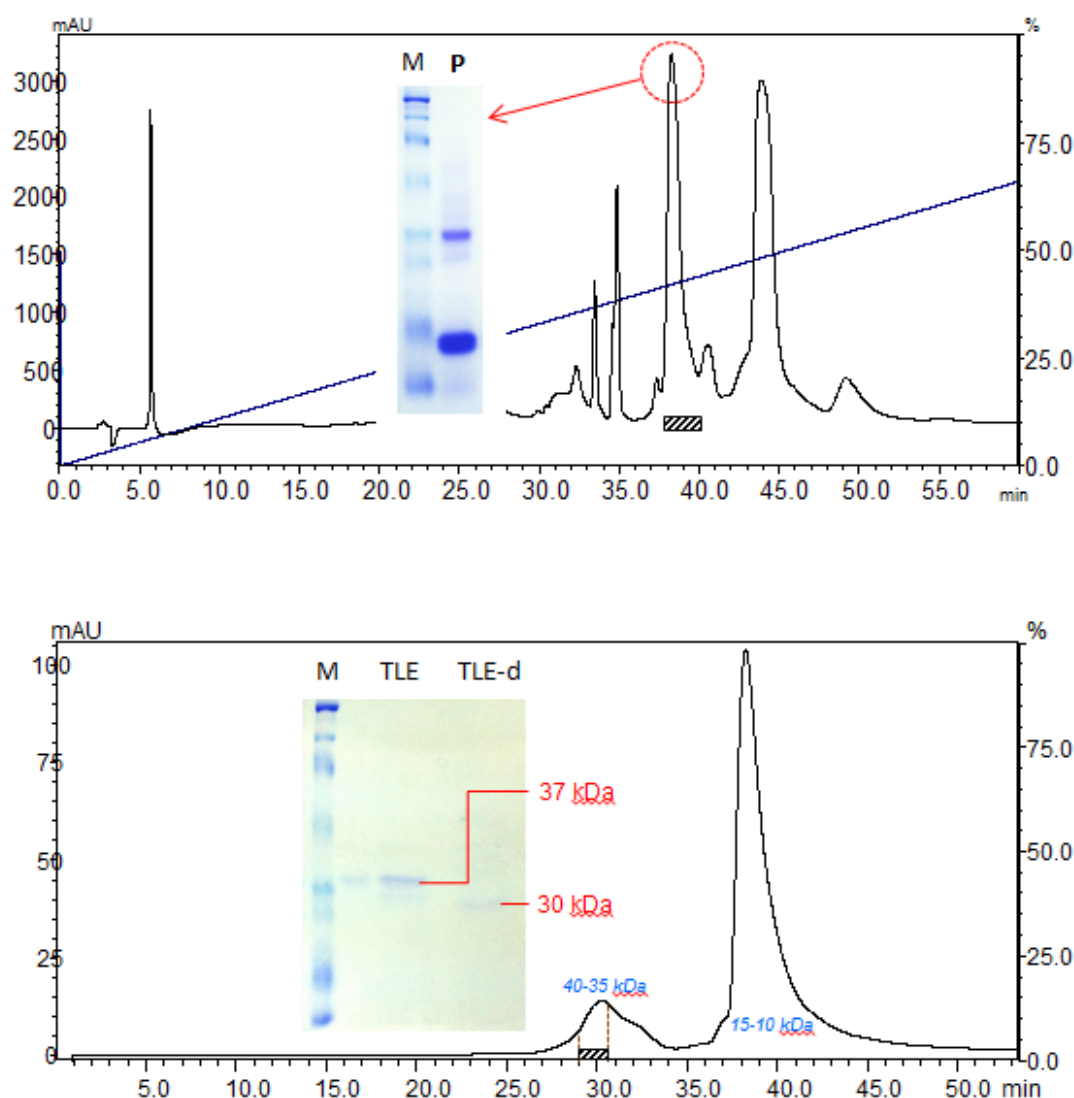 mAU %
M P
3000
2500
2000
1500
1000
500
0
75.0
50.0
25.0
0.0
0.0 5.0 10.0 15.0 20.0 25.0 30.0 35.0 40.0 45.0 50.0 55.0 min
mAU %
M TLE TLE-d
100
75
50
25
0
37 kDa
30 kDa
40-35 kDa
15-10 kDa
75.0
50.0
25.0
0.0
5.0 10.0 15.0 20.0 25.0 30.0 35.0 40.0 45.0 50.0 min